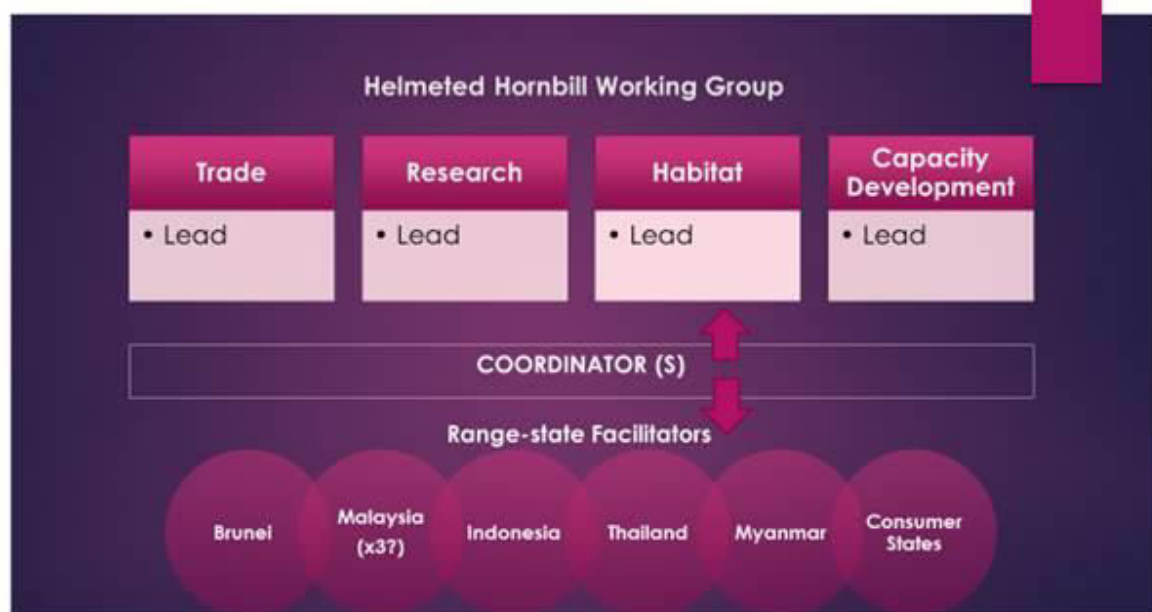 Helmeted Hornbill Working Group
Trade
Research
Habitat
Capacity
Development
• Lead
• Lead
• Lead
• Lead
COORDINATOR (S)
Range-state Facilitators
Brunei
Malaysia
(x3?)
Indonesia
Thailand
Myanmar
Consumer
States